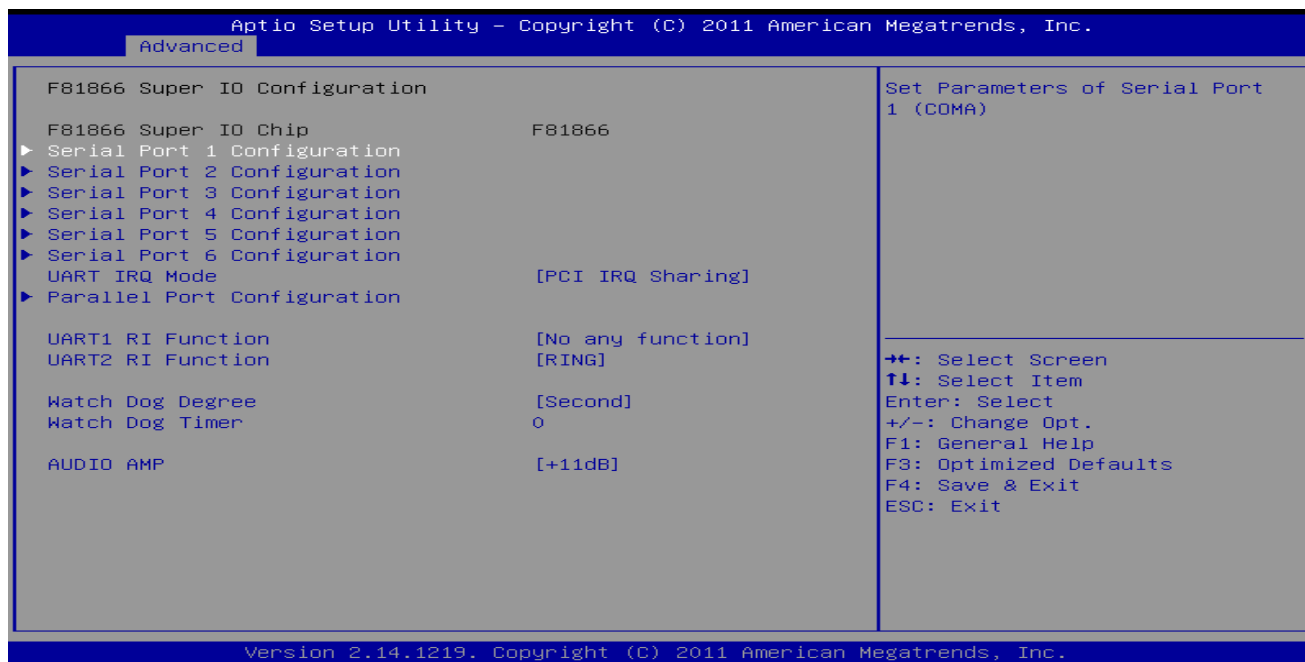 Aptio Setup Utility – Copyright (C) 2011 American Megatrends, Inc.
Advanced
F81866 Super IO Configuration
F81866 Super IO Chip F81866
▶ Serial Port 1 Configuration
▶ Serial Port 2 Configuration
▶ Serial Port 3 Configuration
▶ Serial Port 4 Configuration
▶ Serial Port 5 Configuration
▶ Serial Port 6 Configuration
UART IRQ Mode [PCI IRQ Sharing]
▶ Parallel Port Configuration
UART1 RI Function [No any function]
UART2 RI Function [RING]
Watch Dog Degree [Second]
Watch Dog Timer 0
AUDIO AMP [+11dB]
Set Parameters of Serial Port
1 (COMA)
→←: Select Screen
↑↓: Select Item
Enter: Select
+/-: Change Opt.
F1: General Help
F3: Optimized Defaults
F4: Save & Exit
ESC: Exit
Version 2.14.1219. Copyright (C) 2011 American Megatrends, Inc.